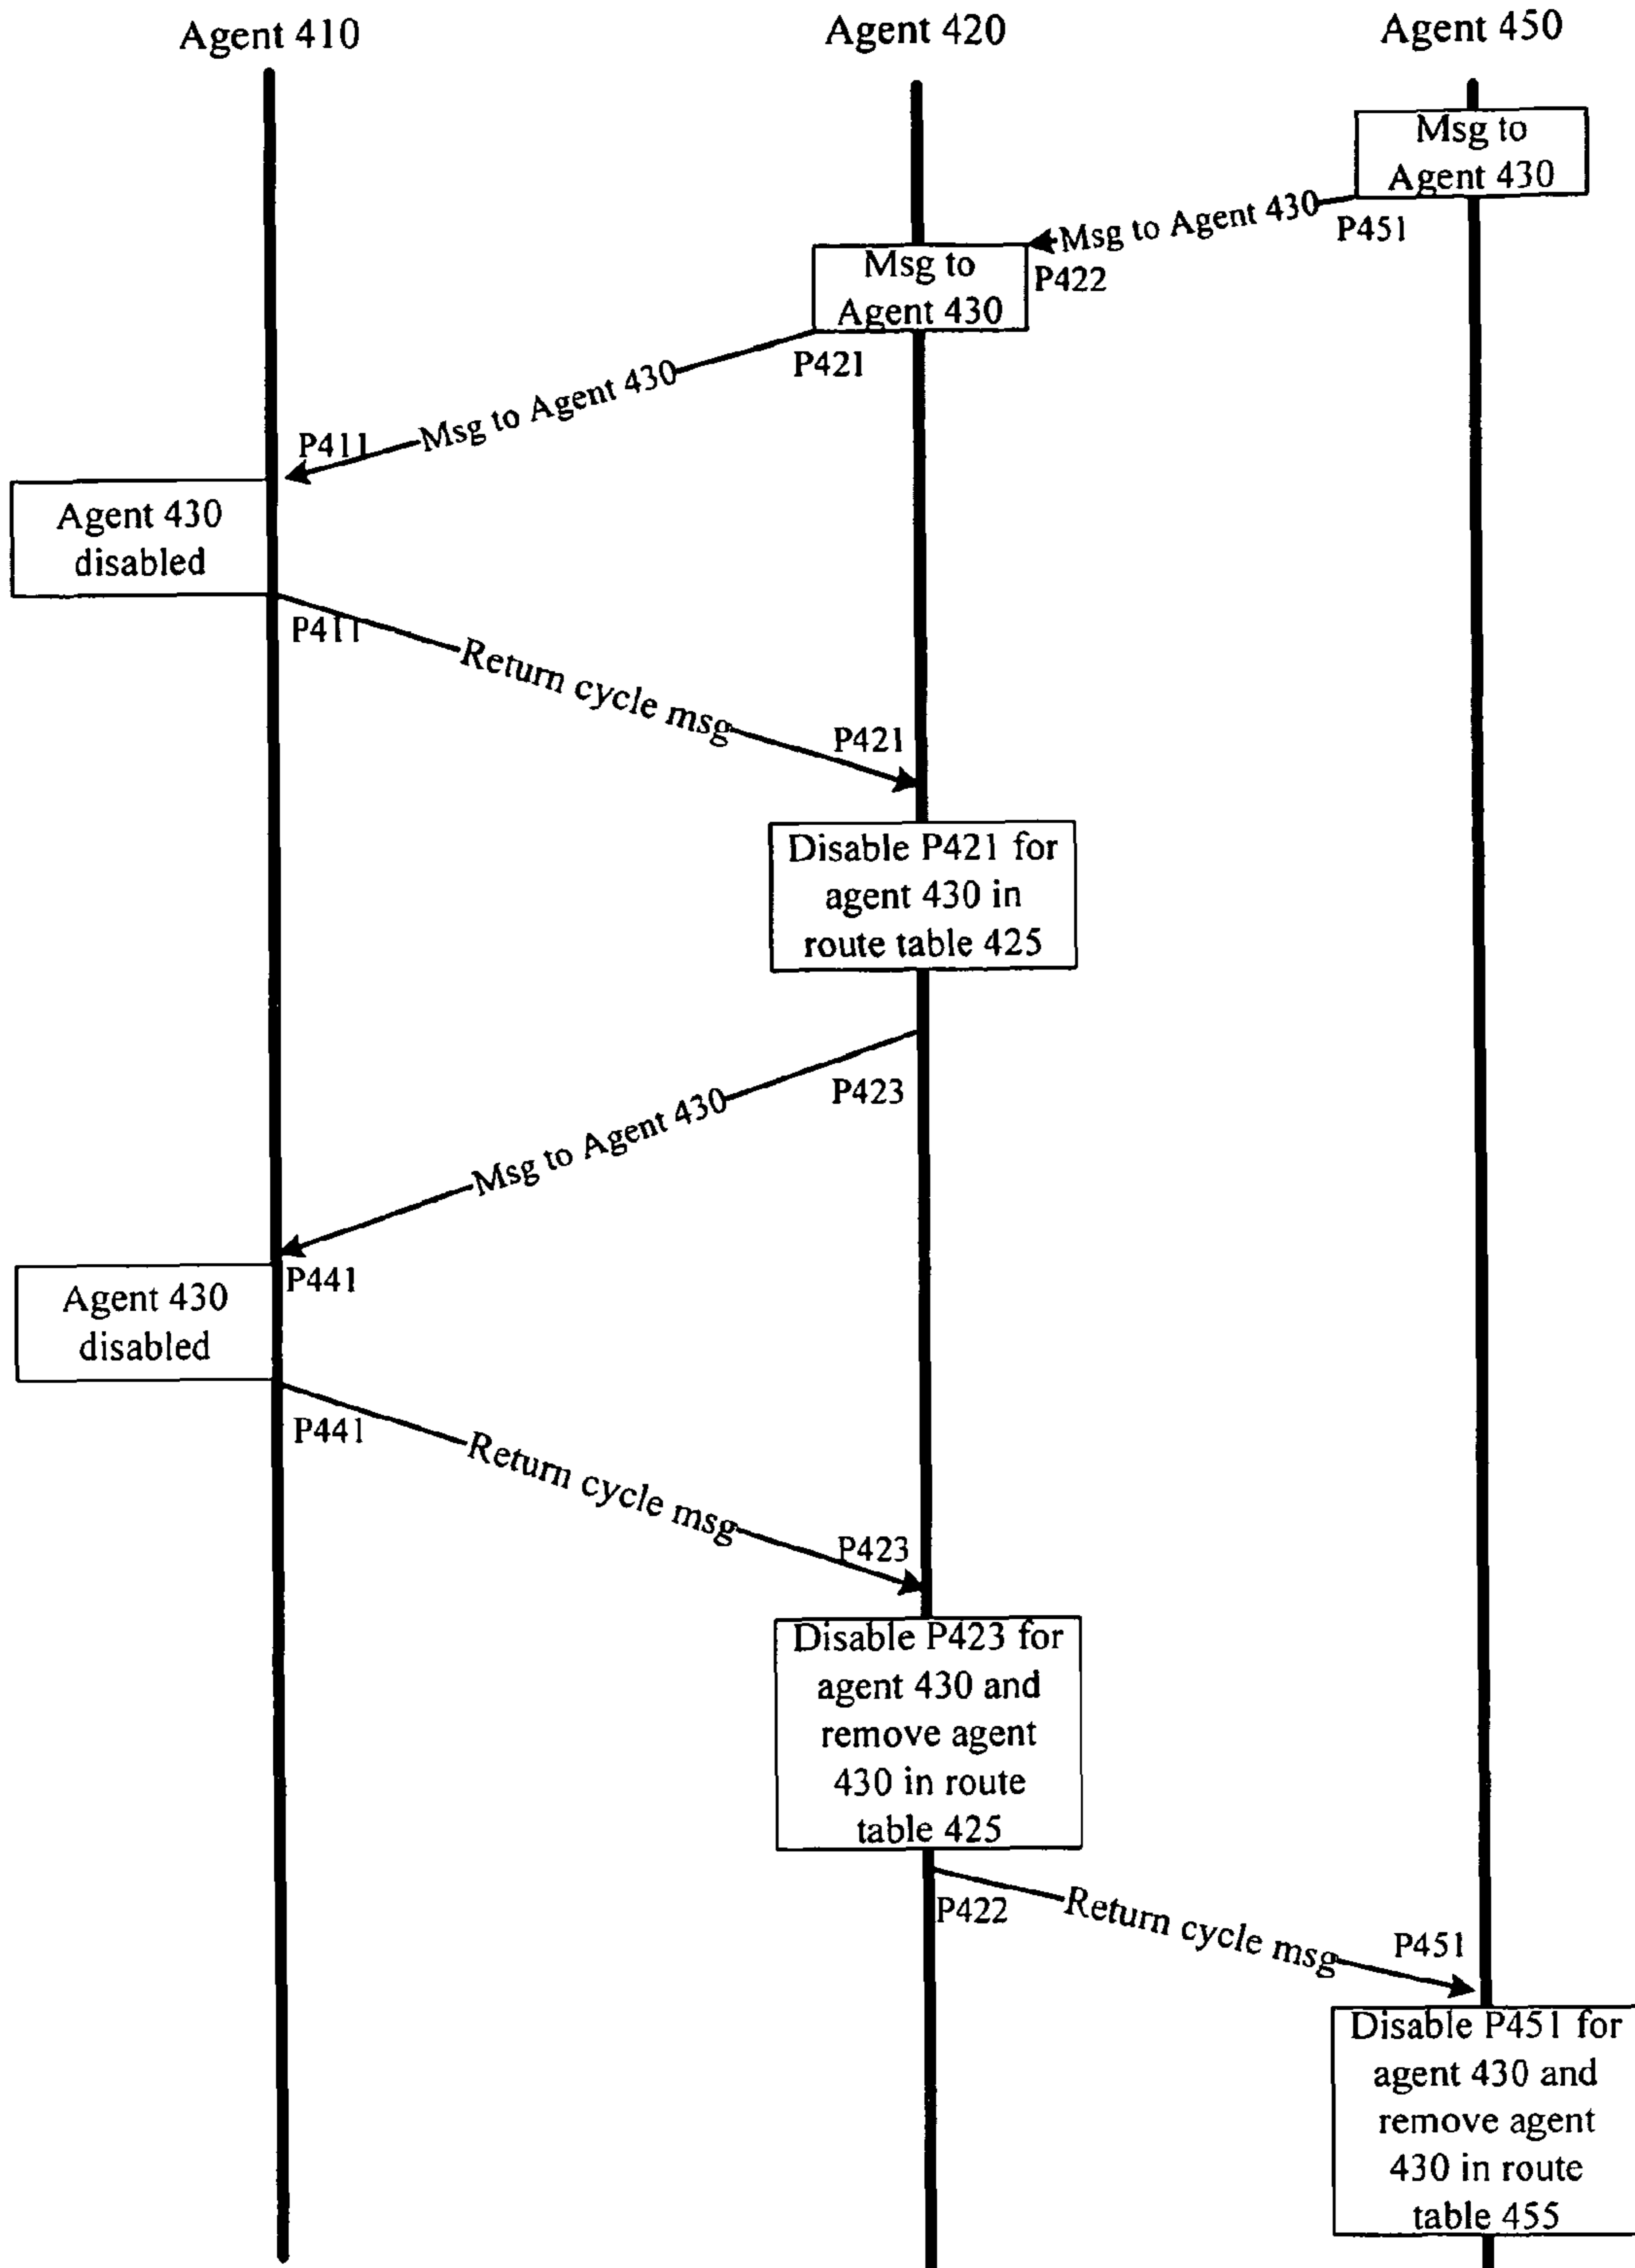 Agent 410
Agent 420
Agent 450
Msg to
Agent 430
Msg to Agent 430
P451
P422
Msg to
Agent 430
P421
Msg to Agent 430
P411
Agent 430
disabled
P411
Return cycle msg
P421
Disable P421 for
agent 430 in
route table 425
P423
Msg to Agent 430
P441
Agent 430
disabled
P441
Return cycle msg
P423
Disable P423 for
agent 430 and
remove agent
430 in route
table 425
P422
Return cycle msg
P451
Disable P451 for
agent 430 and
remove agent
430 in route
table 455